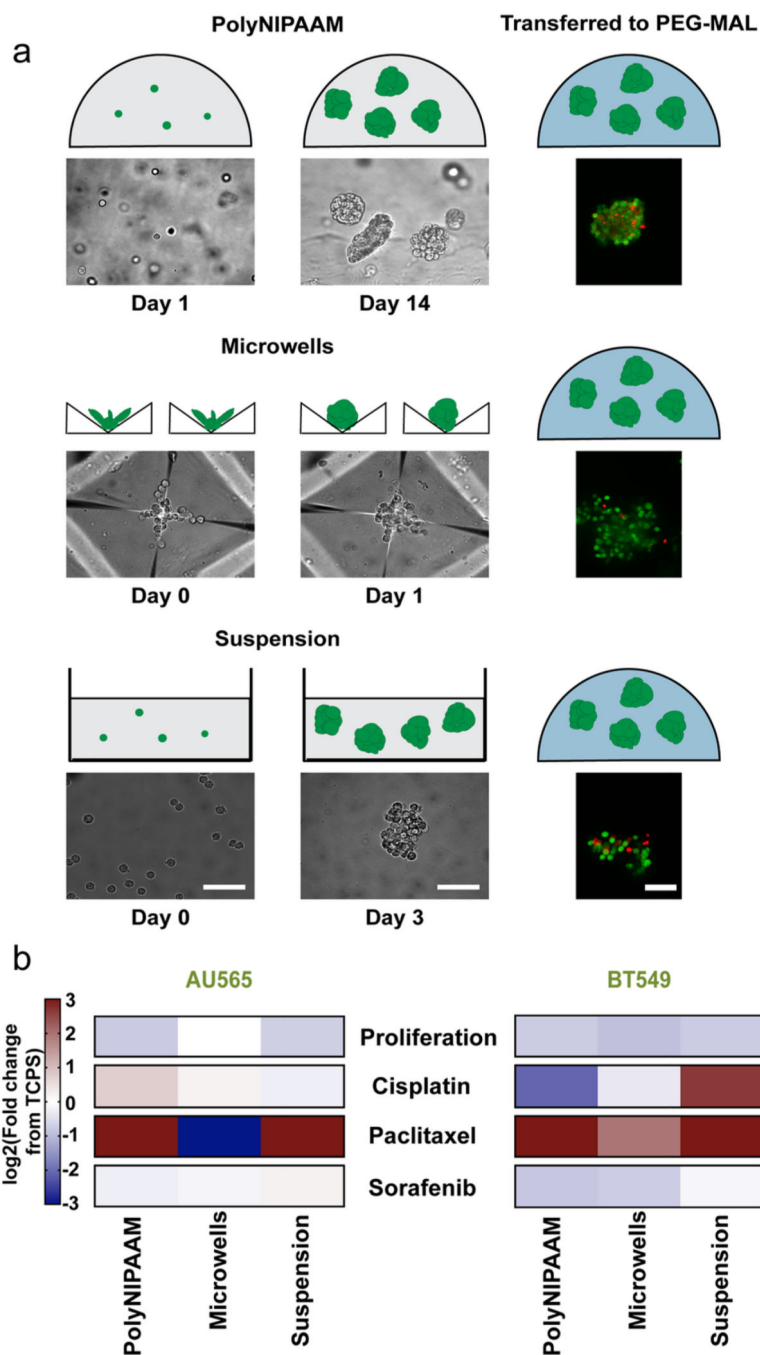 a
PolyNIPAAM
Transferred to PEG-MAL
Day 1
Day 14
Microwells
Day 0
Day 1
Suspension
Day 0
Day 3
b
AU565
BT549
log2(Fold change
from TCPS)
3
2
1
0
-1
-2
-3
Proliferation
Cisplatin
Paclitaxel
Sorafenib
PolyNIPAAM
Microwells
Suspension
PolyNIPAAM
Microwells
Suspension